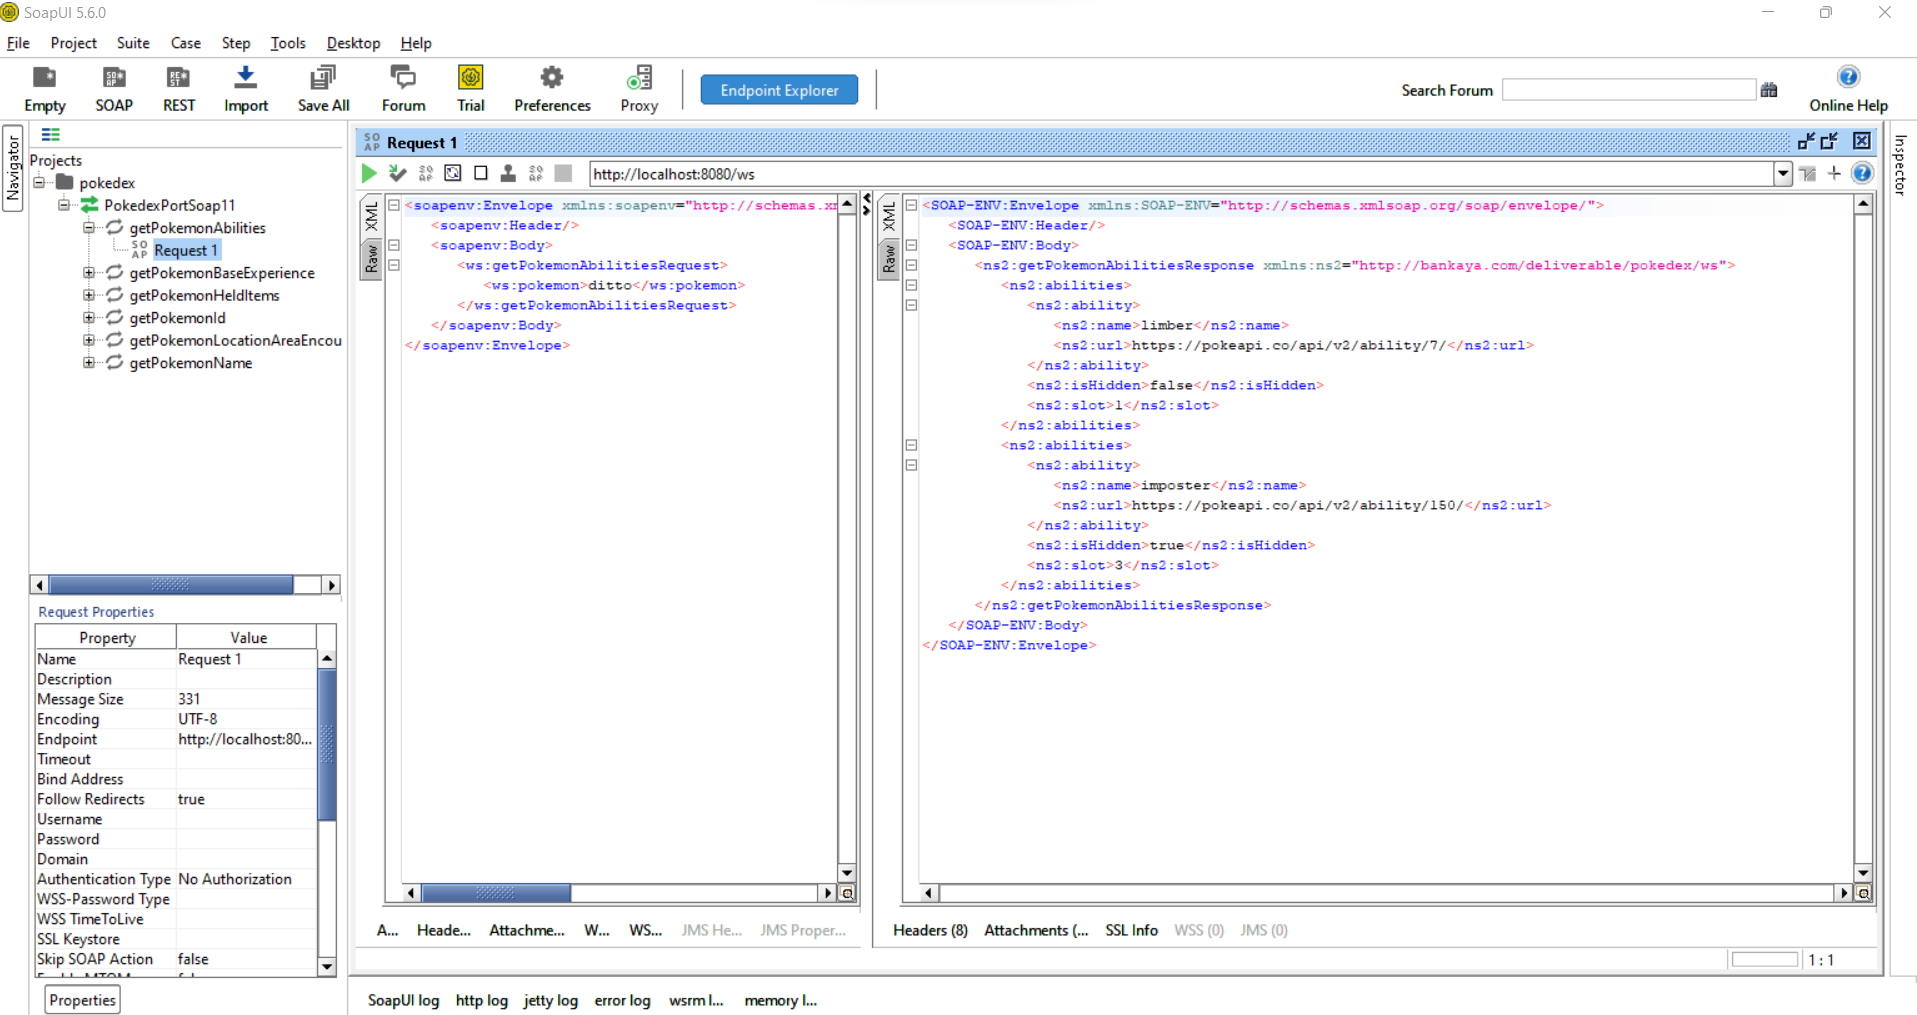 SoapUI 5.6.0
File Project Suite Case Step Tools Desktop Help
Empty SOAP REST Import Save All Forum Trial Preferences Proxy Endpoint Explorer Search Forum Online Help
Navigator
Projects
pokedex
PokedexPortSoap11
getPokemonAbilities
SO AP Request 1
getPokemonBaseExperience
getPokemonHeldItems
getPokemonId
getPokemonLocationAreaEncou
getPokemonName
Request Properties
Property Value
Name Request 1
Description
Message Size 331
Encoding UTF-8
Endpoint http://localhost:80...
Timeout
Bind Address
Follow Redirects true
Username
Password
Domain
Authentication Type No Authorization
WSS-Password Type
WSS TimeToLive
SSL Keystore
Skip SOAP Action false
Properties
SO AP Request 1
http://localhost:8080/ws
XML
Raw
<soapenv:Envelope xmlns:soapenv="http://schemas.xm
<soapenv:Header/>
<soapenv:Body>
<ws:getPokemonAbilitiesRequest>
<ws:pokemon>ditto</ws:pokemon>
</ws:getPokemonAbilitiesRequest>
</soapenv:Body>
</soapenv:Envelope>
A... Heade... Attachme... W... WS... JMS He... JMS Proper...
XML
Raw
<SOAP-ENV:Envelope xmlns:SOAP-ENV="http://schemas.xmlsoap.org/soap/envelope/">
<SOAP-ENV:Header/>
<SOAP-ENV:Body>
<ns2:getPokemonAbilitiesResponse xmlns:ns2="http://bankaya.com/deliverable/pokedex/ws">
<ns2:abilities>
<ns2:ability>
<ns2:name>limber</ns2:name>
<ns2:url>https://pokeapi.co/api/v2/ability/7/</ns2:url>
</ns2:ability>
<ns2:isHidden>false</ns2:isHidden>
<ns2:slot>1</ns2:slot>
</ns2:abilities>
<ns2:abilities>
<ns2:ability>
<ns2:name>imposter</ns2:name>
<ns2:url>https://pokeapi.co/api/v2/ability/150/</ns2:url>
</ns2:ability>
<ns2:isHidden>true</ns2:isHidden>
<ns2:slot>3</ns2:slot>
</ns2:abilities>
</ns2:getPokemonAbilitiesResponse>
</SOAP-ENV:Body>
</SOAP-ENV:Envelope>
Headers (8) Attachments (... SSL Info WSS (0) JMS (0)
1 : 1
Inspector
SoapUI log http log jetty log error log wsrm l... memory l...